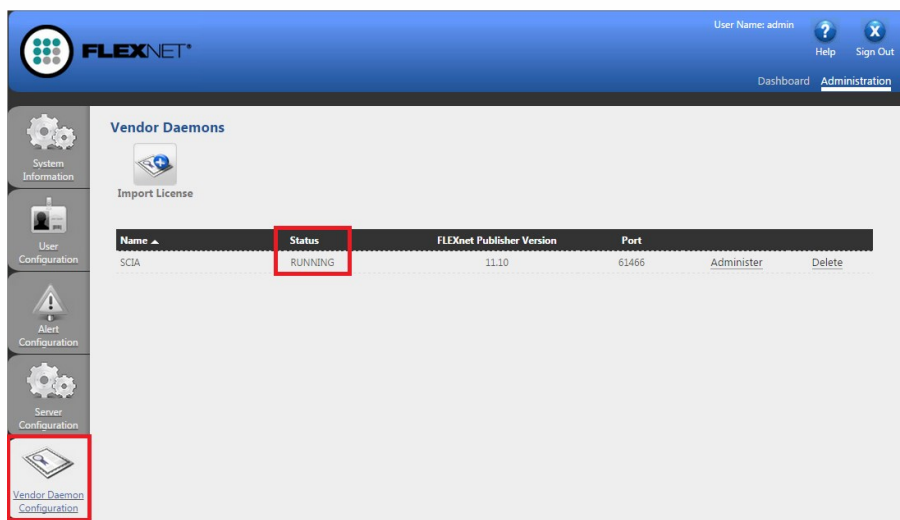 User Name: admin
? X
FLEXNET*
Help Sign Out
Dashboard Administration
System
Information
User
Configuration
Alert
Configuration
Server
Configuration
Vendor Daemon
Configuration
Vendor Daemons
Import License
Name Status FLEXnet Publisher Version Port
SCIA RUNNING 11.10 61466 Administer Delete